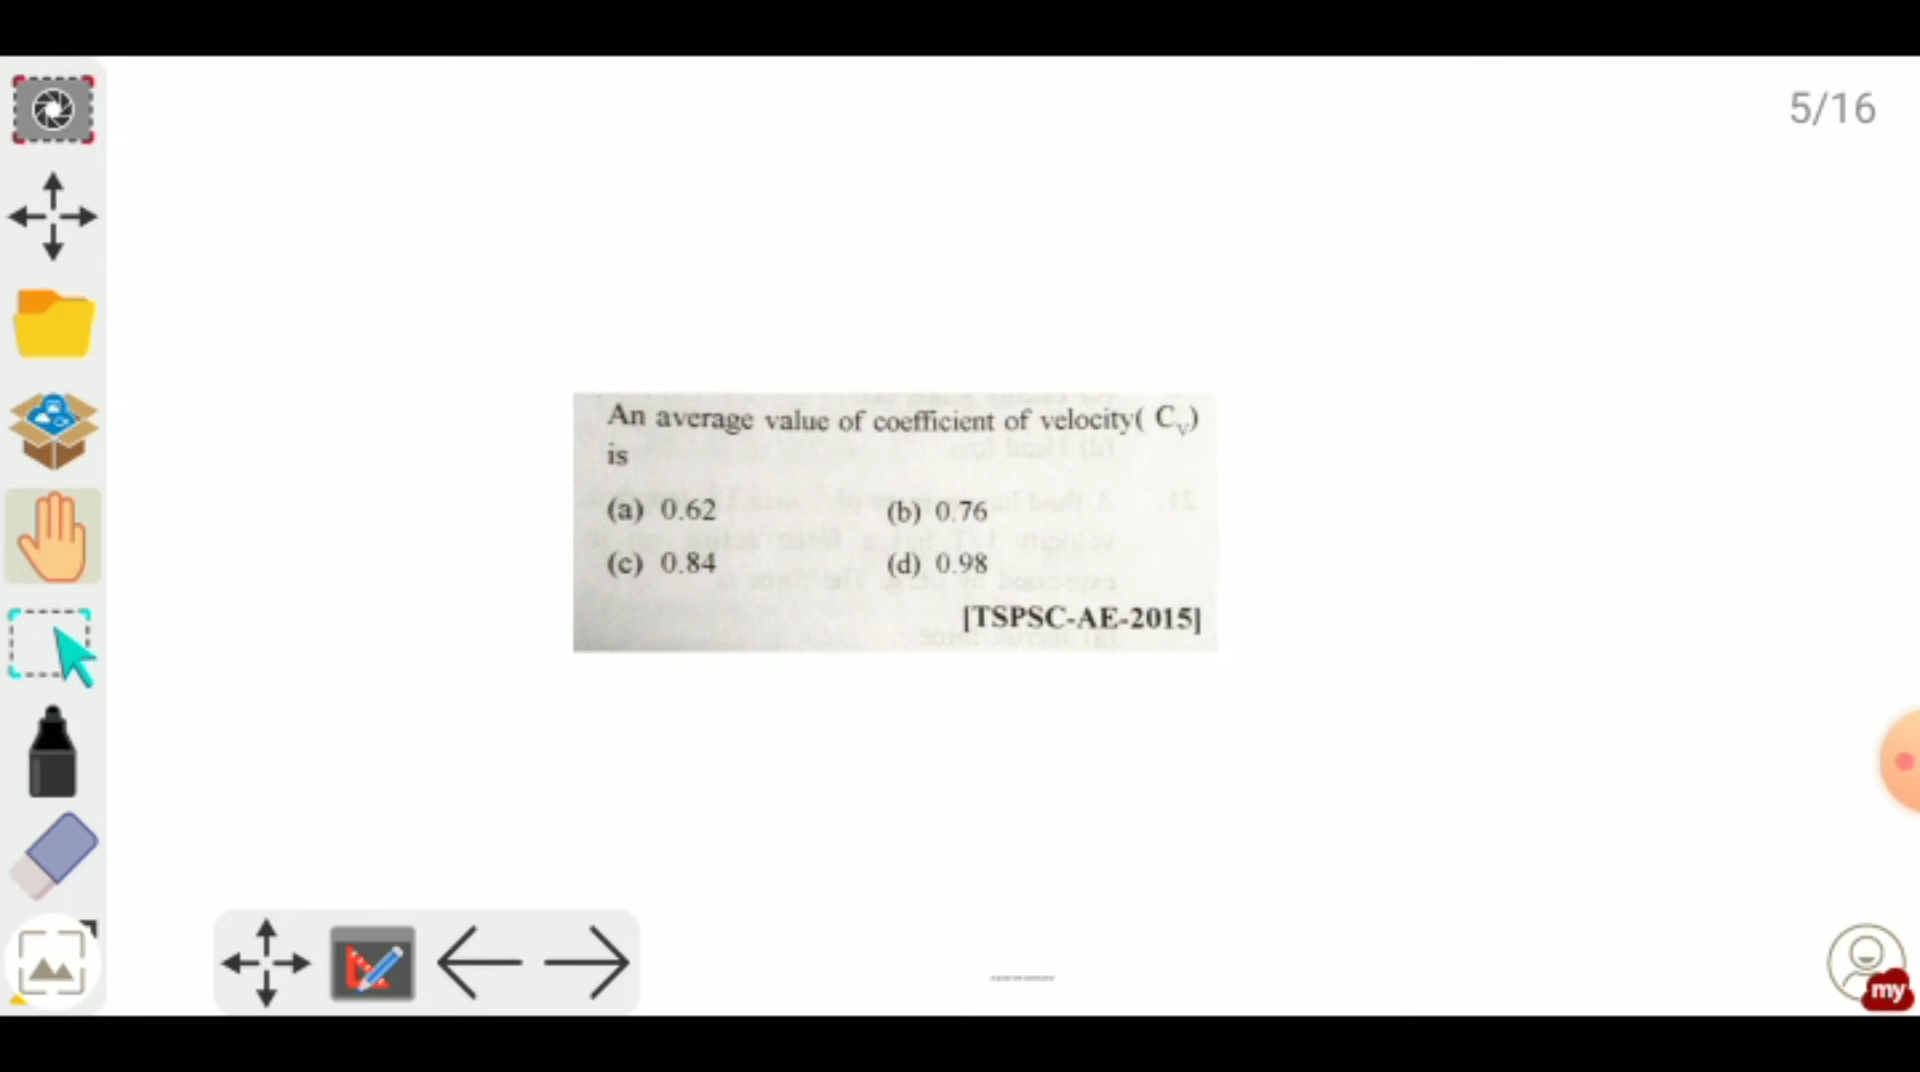 5/16
An average value of coefficient of velocity( Cv)
is
(a) 0.62 (b) 0.76
(c) 0.84 (d) 0.98
[TSPSC-AE-2015]
my